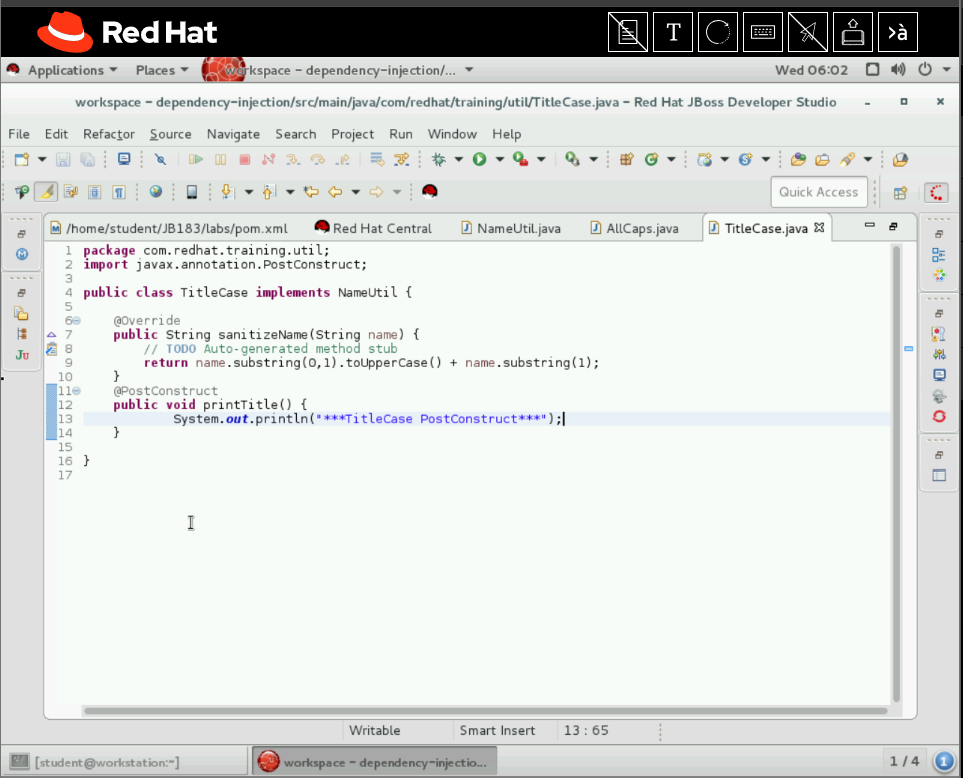 Red Hat
T
>à
Applications Places workspace – dependency-injection/... Wed 06:02
workspace – dependency-injection/src/main/java/com/redhat/training/util/TitleCase.java – Red Hat JBoss Developer Studio
File Edit Refactor Source Navigate Search Project Run Window Help
Quick Access
/home/student/JB183/labs/pom.xml Red Hat Central NameUtil.java AllCaps.java TitleCase.java
1 package com.redhat.training.util;
2 import javax.annotation.PostConstruct;
3
4 public class TitleCase implements NameUtil {
5
6 @Override
7 public String sanitizeName(String name) {
8 // TODO Auto-generated method stub
9 return name.substring(0,1).toUpperCase() + name.substring(1);
10 }
11 @PostConstruct
12 public void printTitle() {
13 System.out.println("***TitleCase PostConstruct***");
14 }
15
16 }
17
Ju
Writable Smart Insert 13 : 65
[student@workstation:~] workspace – dependency-injectio... 1 / 4 1